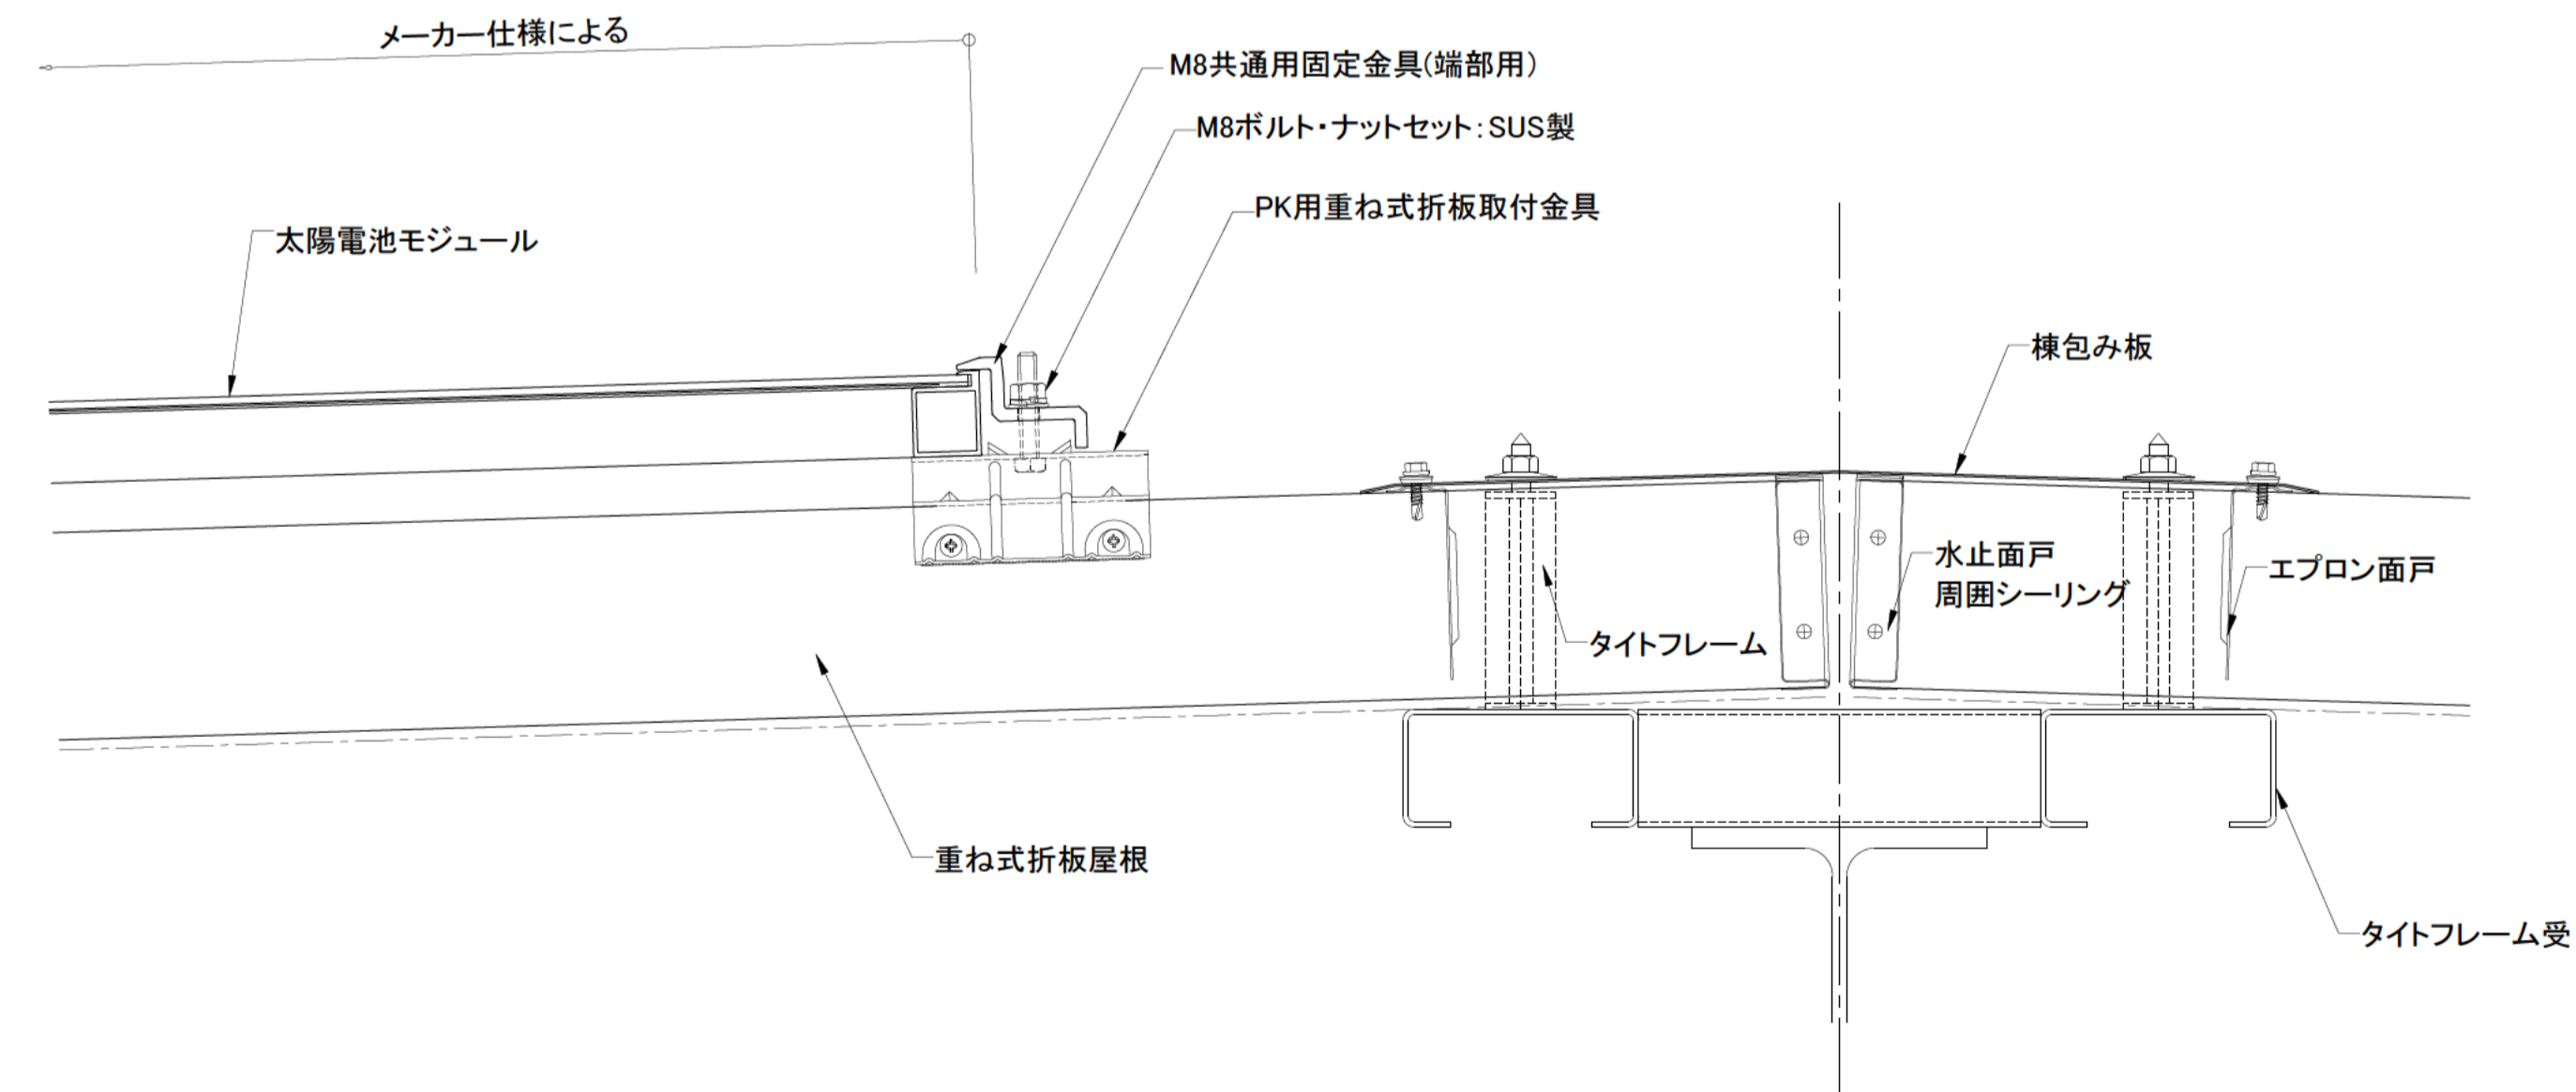 メーカー仕様による
M8共通用固定金具(端部用)
M8ボルト・ナットセット：SUS製
PK用重ね式折板取付金具
太陽電池モジュール
棟包み板
水止面戸
周囲シーリング
エプロン面戸
タイトフレーム
重ね式折板屋根
タイトフレーム受